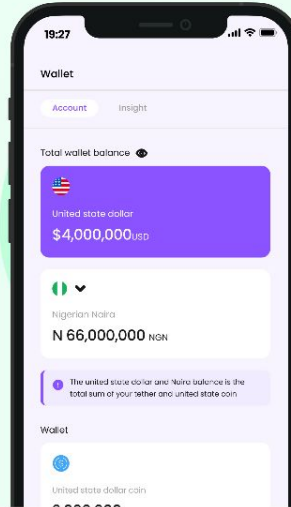 19:27
Wallet
Account Insight
Total wallet balance
United state dollar
$4,000,000USD
Nigerian Naira
N 66,000,000 NGN
The united state dollar and Naira balance is the
total sum of your tether and united state coin
Wallet
United state dollar coin